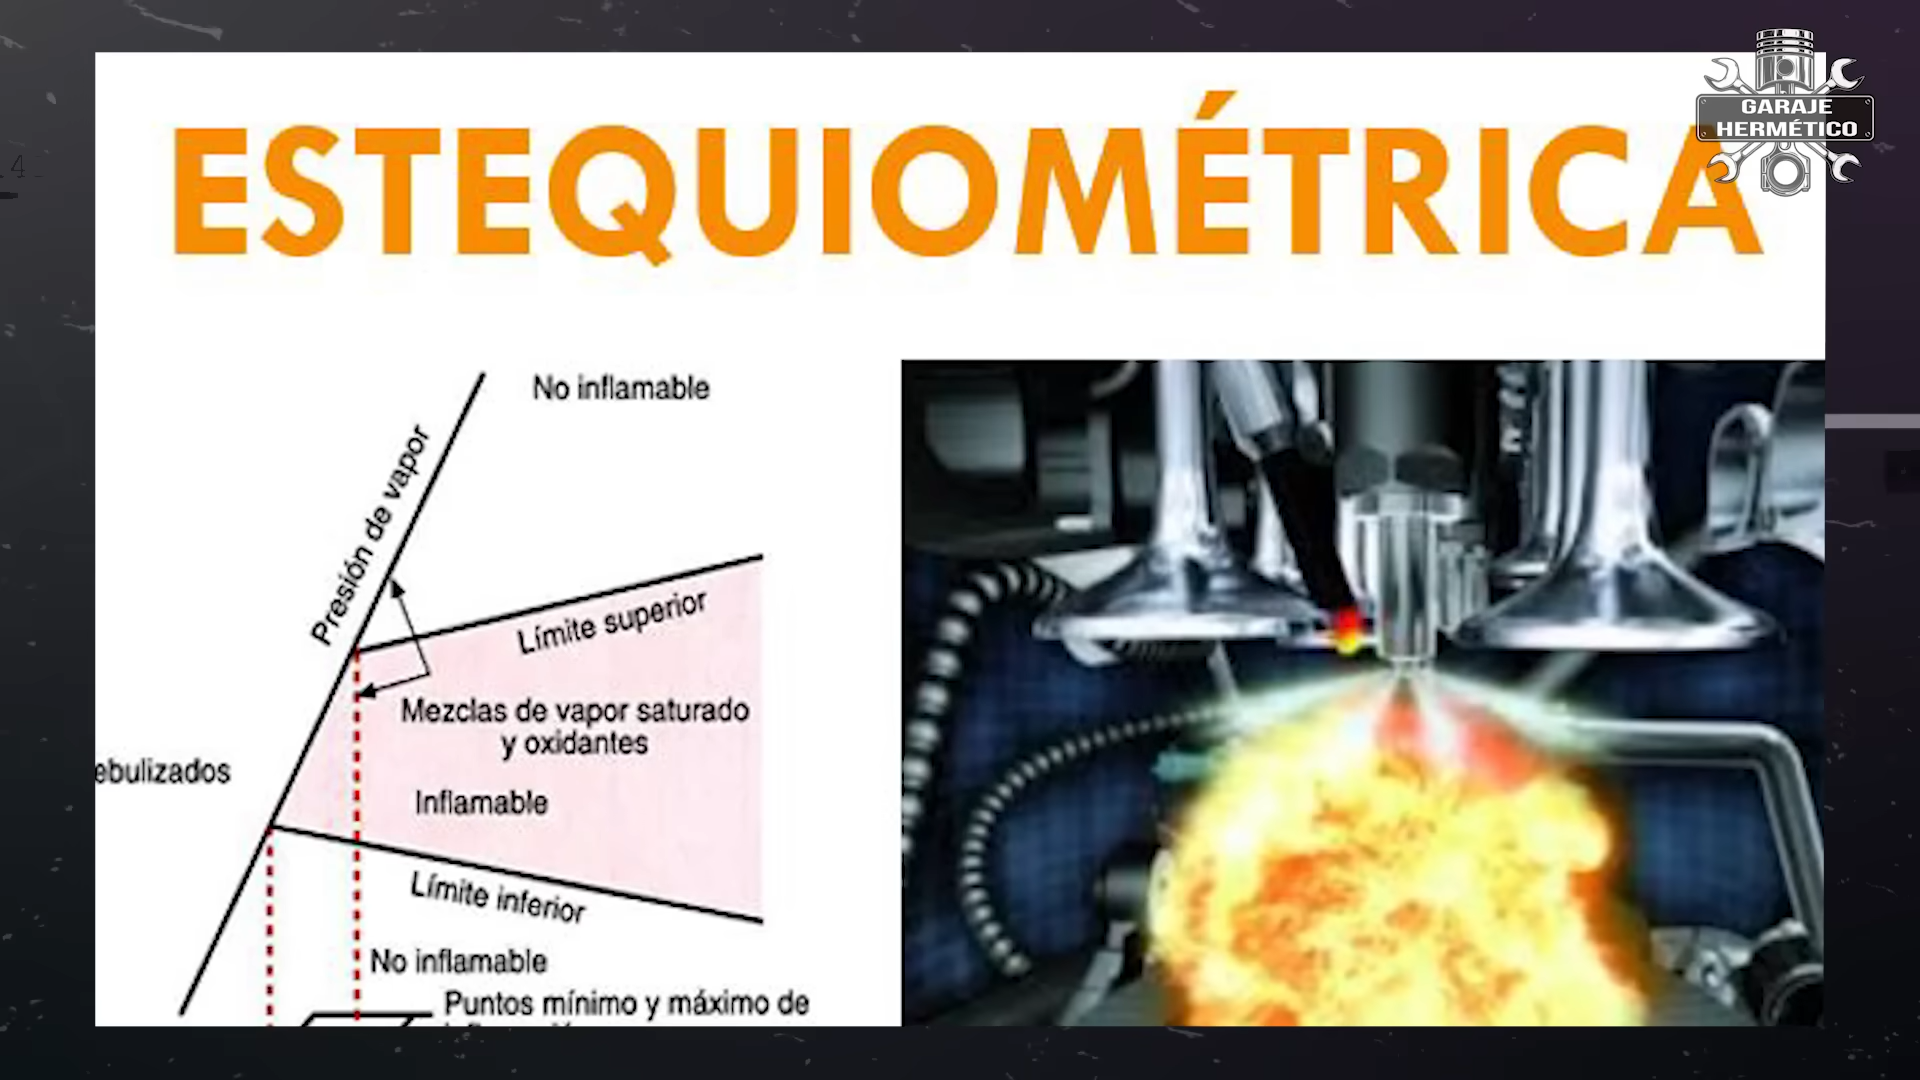 GARAJE
HERMÉTICO
ESTEQUIOMÉTRICA
No inflamable
Presión de vapor
Límite superior
Mezclas de vapor saturado
y oxidantes
ebulizados
Inflamable
Límite inferior
No inflamable
Puntos mínimo y máximo de